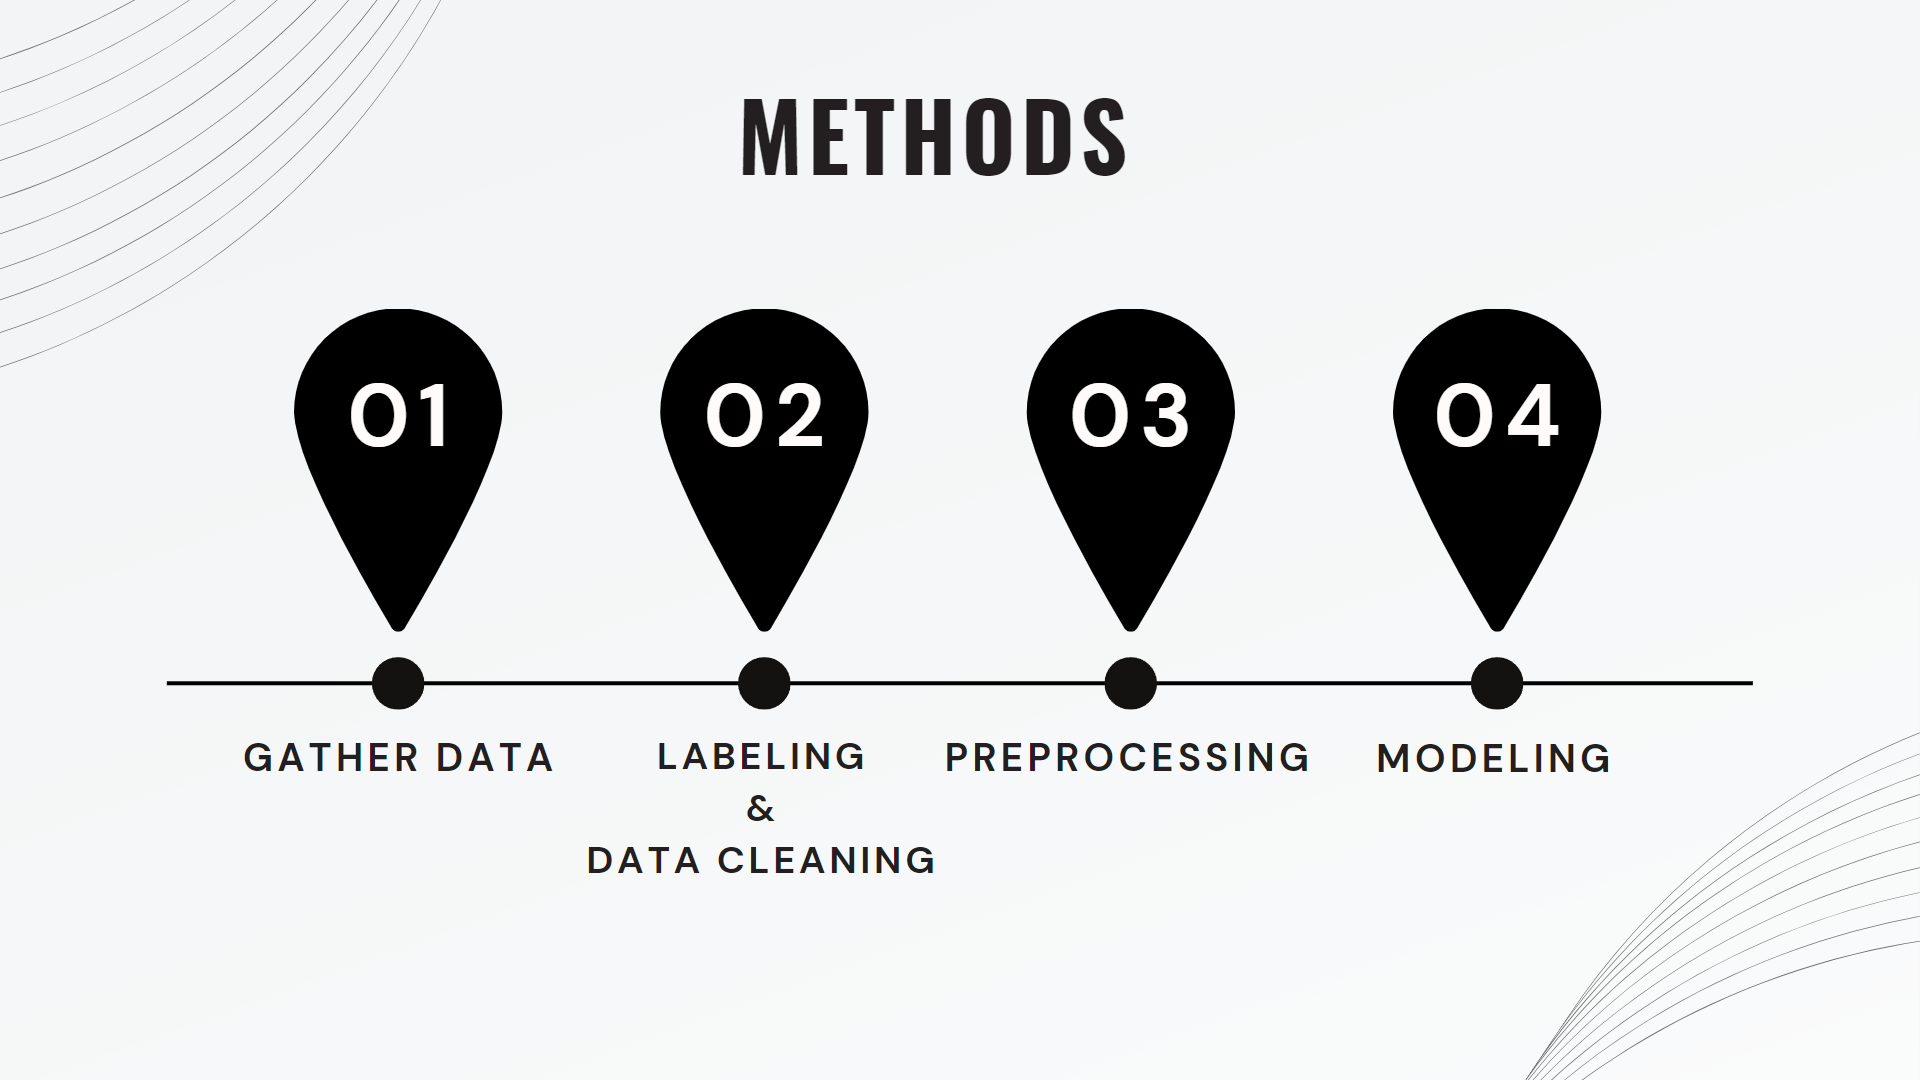 METHODS
01
02
03
04
GATHER DATA
LABELING
&
DATA CLEANING
PREPROCESSING
MODELING